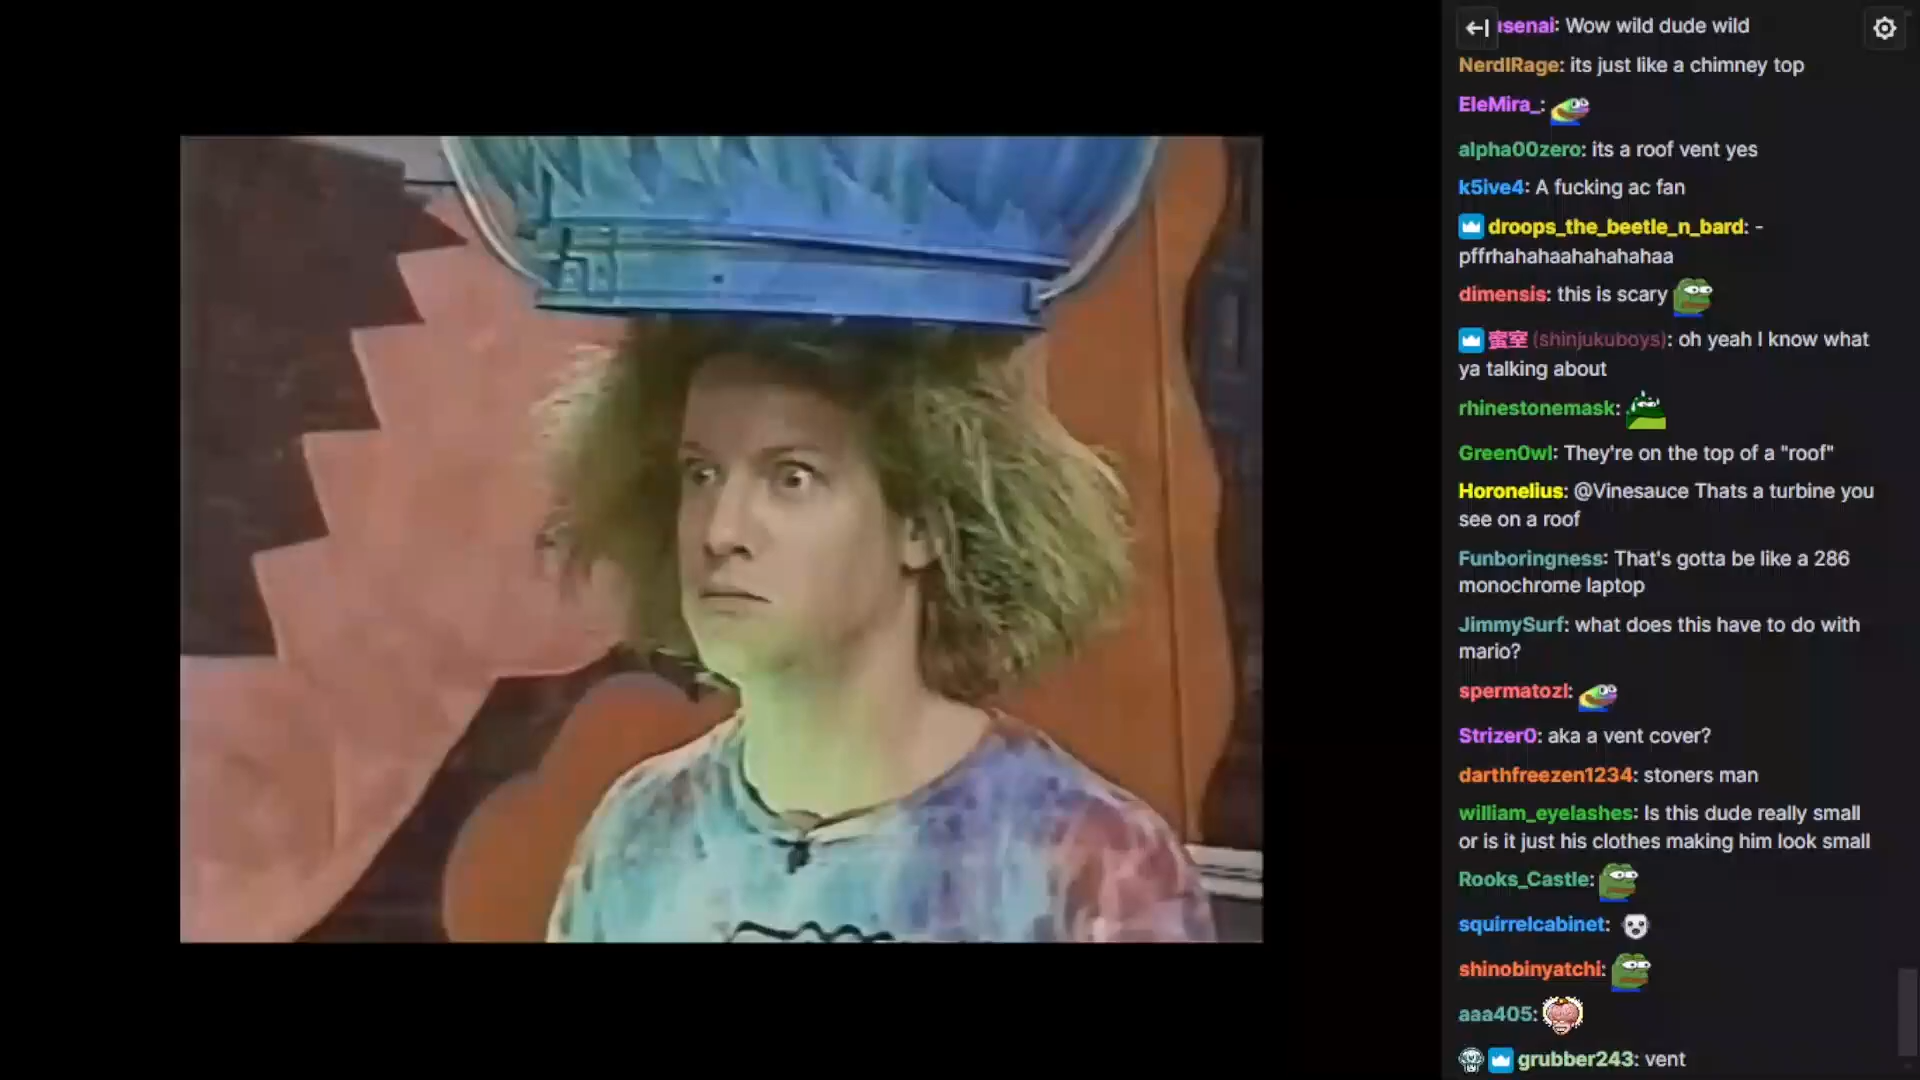 senai: Wow wild dude wild
NerdIRage: its just like a chimney top
EleMira_:
alpha00zero: its a roof vent yes
k5ive4: A fucking ac fan
droops_the_beetle_n_bard: -
pffrhahahaahahahahaa
dimensis: this is scary
蜜室 (shinjukuboys): oh yeah I know what
ya talking about
rhinestonemask:
Green0wl: They're on the top of a "roof"
Horonelius: @Vinesauce Thats a turbine you
see on a roof
Funboringness: That's gotta be like a 286
monochrome laptop
JimmySurf: what does this have to do with
mario?
spermatozl:
Strizer0: aka a vent cover?
darthfreezen1234: stoners man
william_eyelashes: Is this dude really small
or is it just his clothes making him look small
Rooks_Castle:
squirrelcabinet:
shinobinyatchi:
aaa405:
grubber243: vent